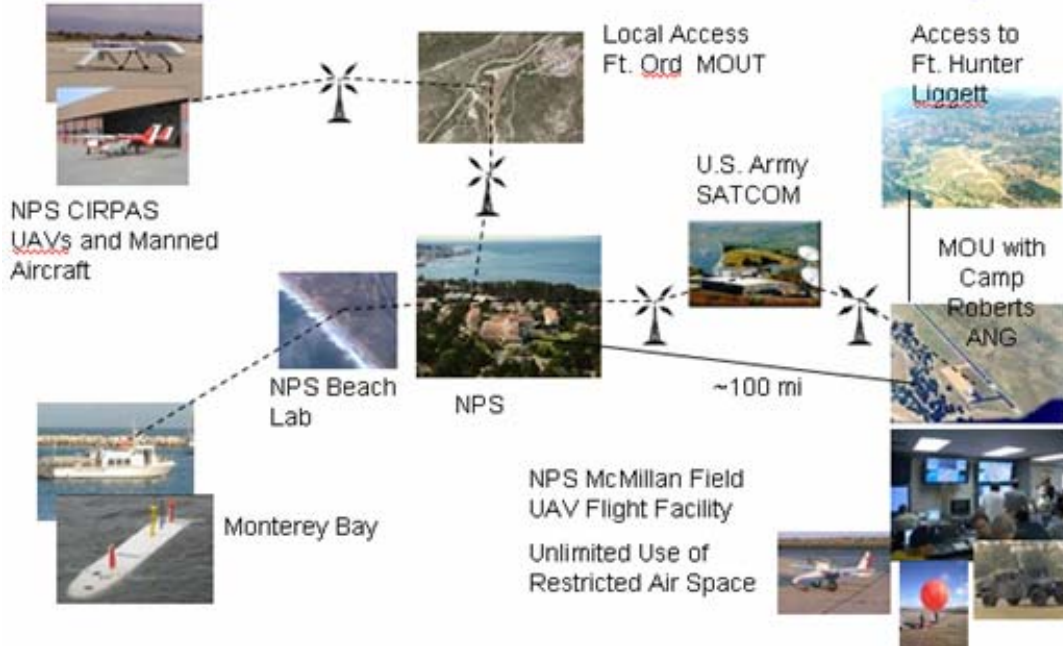 Local Access
Ft. Ord MOUT
Access to
Ft. Hunter
Liggett
U.S. Army
SATCOM
NPS CIRPAS
UAVs and Manned
Aircraft
MOU with
Camp
Roberts
ANG
NPS Beach
Lab
NPS
~100 mi
NPS McMillan Field
UAV Flight Facility
Monterey Bay
Unlimited Use of
Restricted Air Space